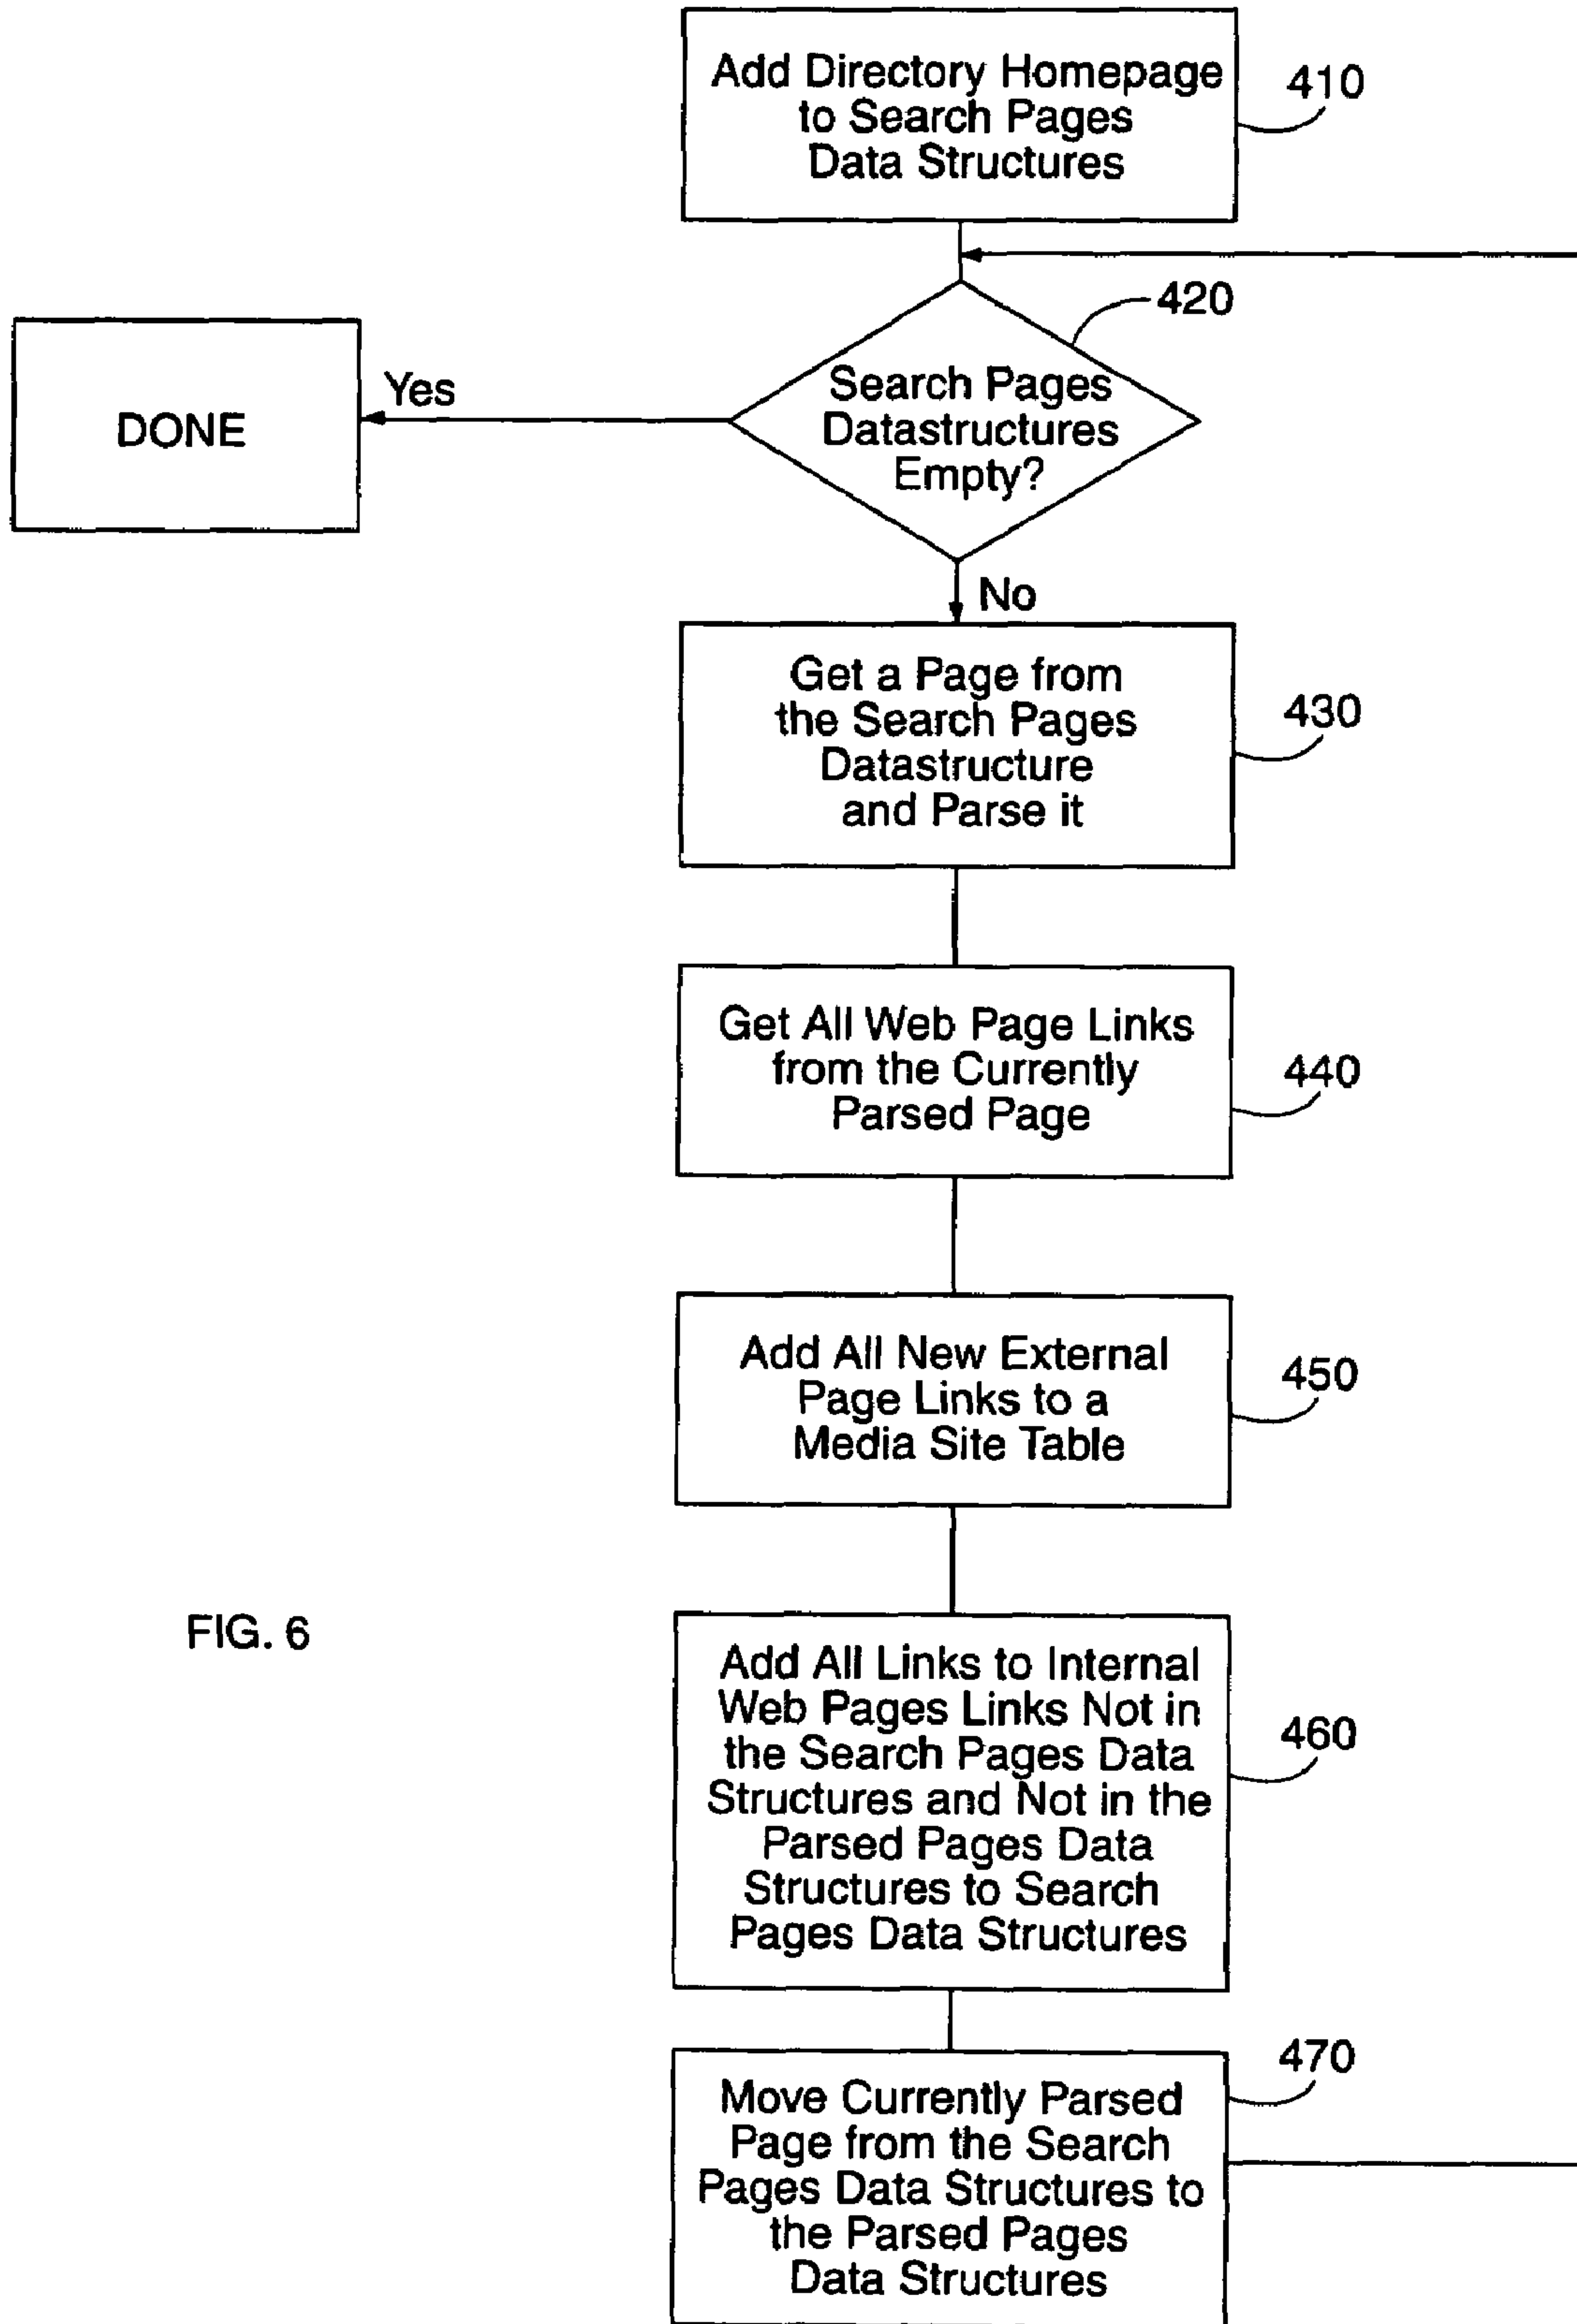 Add Directory Homepage
to Search Pages
Data Structures
410
420
Search Pages
Datastructures
Empty?
Yes
DONE
No
Get a Page from
the Search Pages
Datastructure
and Parse it
430
Get All Web Page Links
from the Currently
Parsed Page
440
Add All New External
Page Links to a
Media Site Table
450
FIG. 6
Add All Links to Internal
Web Pages Links Not in
the Search Pages Data
Structures and Not in the
Parsed Pages Data
Structures to Search
Pages Data Structures
460
Move Currently Parsed
Page from the Search
Pages Data Structures to
the Parsed Pages
Data Structures
470